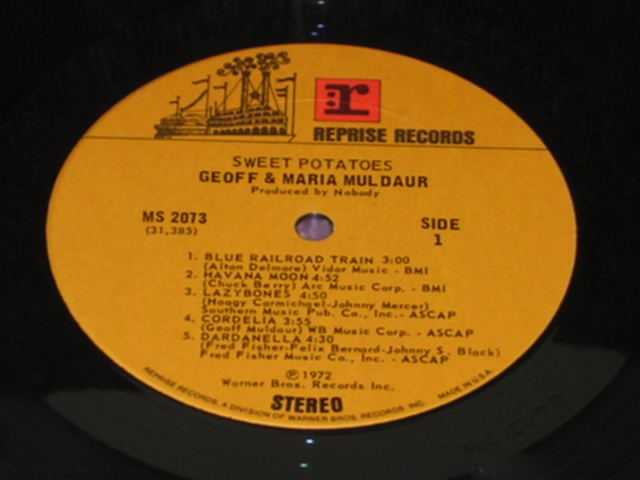 r
REPRISE RECORDS
SWEET POTATOES
GEOFF & MARIA MULDAUR
Produced by Nobody
MS 2073
(31,385)
SIDE
1
1. BLUE RAILROAD TRAIN 3:00
(Alton Delmore) Vidor Music - BMI
2. HAVANA MOON 4:52
(Chuck Berry) Arc Music Corp. - BMI
3. LAZYBONES 4:50
(Hoagy Carmichael-Johnny Mercer)
Southern Music Pub. Co., Inc. - ASCAP
4. CORDELIA 3:55
(Geoff Muldaur) WB Music Corp. - ASCAP
5. DARDANELLA 4:30
(Fred Fisher-Felix Bernard-Johnny S. Black)
Fred Fisher Music Co., Inc. - ASCAP
℗ 1972
Warner Bros. Records Inc.
STEREO
REPRISE RECORDS, A DIVISION OF WARNER BROS. RECORDS INC. MADE IN U.S.A.
MS 2073